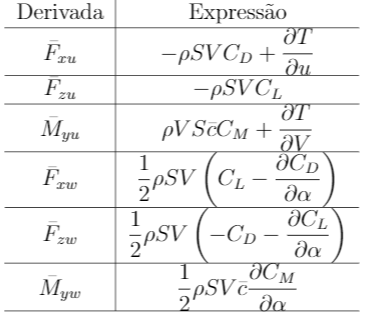 Derivada Expressão
$\bar{F}_{xu}$ $-\rho SVC_D + \dfrac{\partial T}{\partial u}$
$\bar{F}_{zu}$ $-\rho SVC_L$
$\bar{M}_{yu}$ $\rho VS\bar{c}C_M + \dfrac{\partial T}{\partial V}$
$\bar{F}_{xw}$ $\dfrac{1}{2}\rho SV\left(C_L - \dfrac{\partial C_D}{\partial \alpha}\right)$
$\bar{F}_{zw}$ $\dfrac{1}{2}\rho SV\left(-C_D - \dfrac{\partial C_L}{\partial \alpha}\right)$
$\bar{M}_{yw}$ $\dfrac{1}{2}\rho SV\bar{c}\dfrac{\partial C_M}{\partial \alpha}$